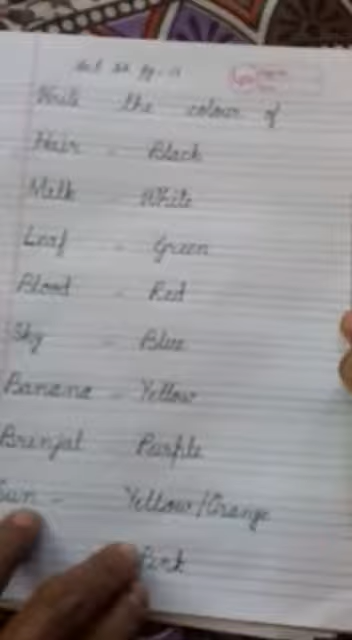 Write the colour of
Hair - Black
Milk - White
Leaf - Green
Blood - Red
Sky - Blue
Banana - Yellow
Brinjal Purple
Sun - Yellow/Orange
Pink